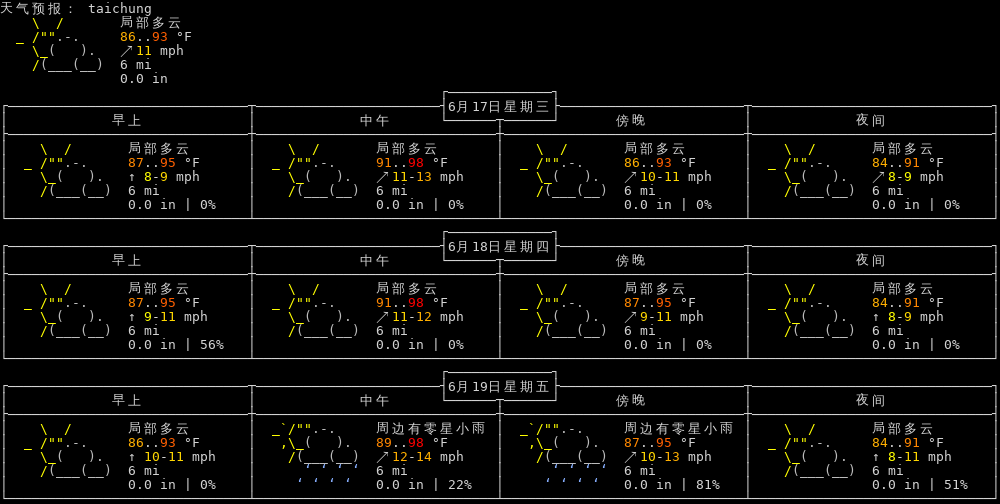 天气预报： taichung
局部多云
86..93 °F
↗11 mph
6 mi
0.0 in
6月17日星期三
早上 中午 傍晚 夜间
局部多云 局部多云 局部多云 局部多云
87..95 °F 91..98 °F 86..93 °F 84..91 °F
↑ 8-9 mph ↗11-13 mph ↗10-11 mph ↗8-9 mph
6 mi 6 mi 6 mi 6 mi
0.0 in | 0% 0.0 in | 0% 0.0 in | 0% 0.0 in | 0%
6月18日星期四
早上 中午 傍晚 夜间
局部多云 局部多云 局部多云 局部多云
87..95 °F 91..98 °F 87..95 °F 84..91 °F
↑ 9-11 mph ↗11-12 mph ↗9-11 mph ↑ 8-9 mph
6 mi 6 mi 6 mi 6 mi
0.0 in | 56% 0.0 in | 0% 0.0 in | 0% 0.0 in | 0%
6月19日星期五
早上 中午 傍晚 夜间
局部多云 周边有零星小雨 周边有零星小雨 局部多云
86..93 °F 89..98 °F 87..95 °F 84..91 °F
↑ 10-11 mph ↗12-14 mph ↗10-13 mph ↑ 8-11 mph
6 mi 6 mi 6 mi 6 mi
0.0 in | 0% 0.0 in | 22% 0.0 in | 81% 0.0 in | 51%